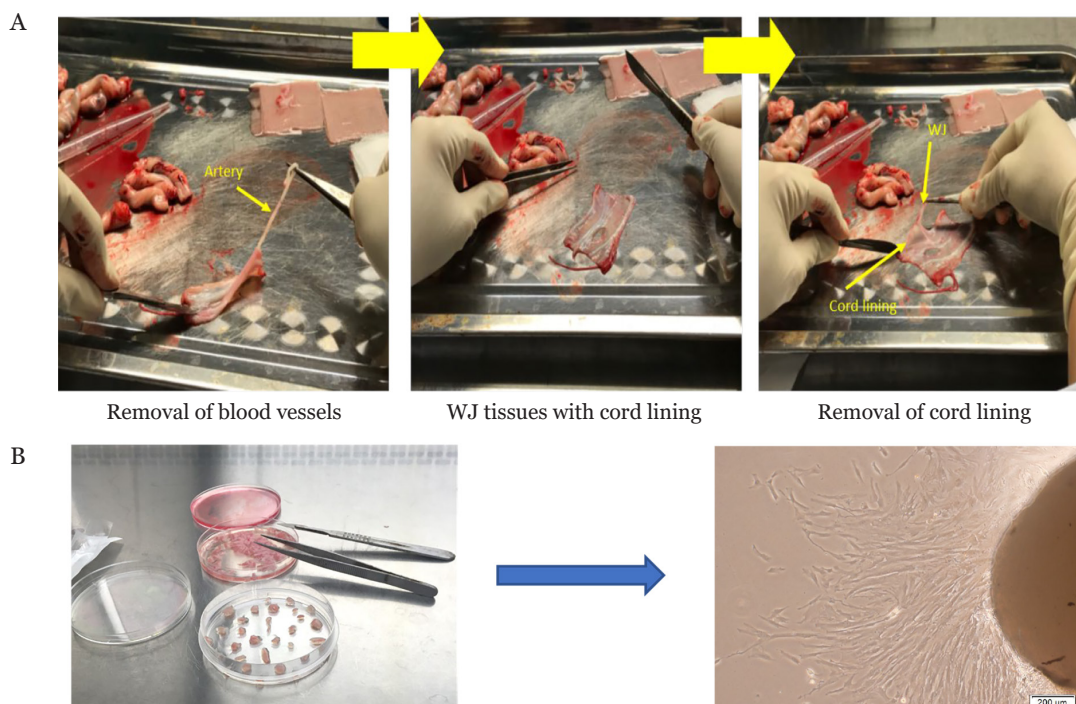 A
Artery
WJ
Cord lining
Removal of blood vessels
WJ tissues with cord lining
Removal of cord lining
B
200 µm